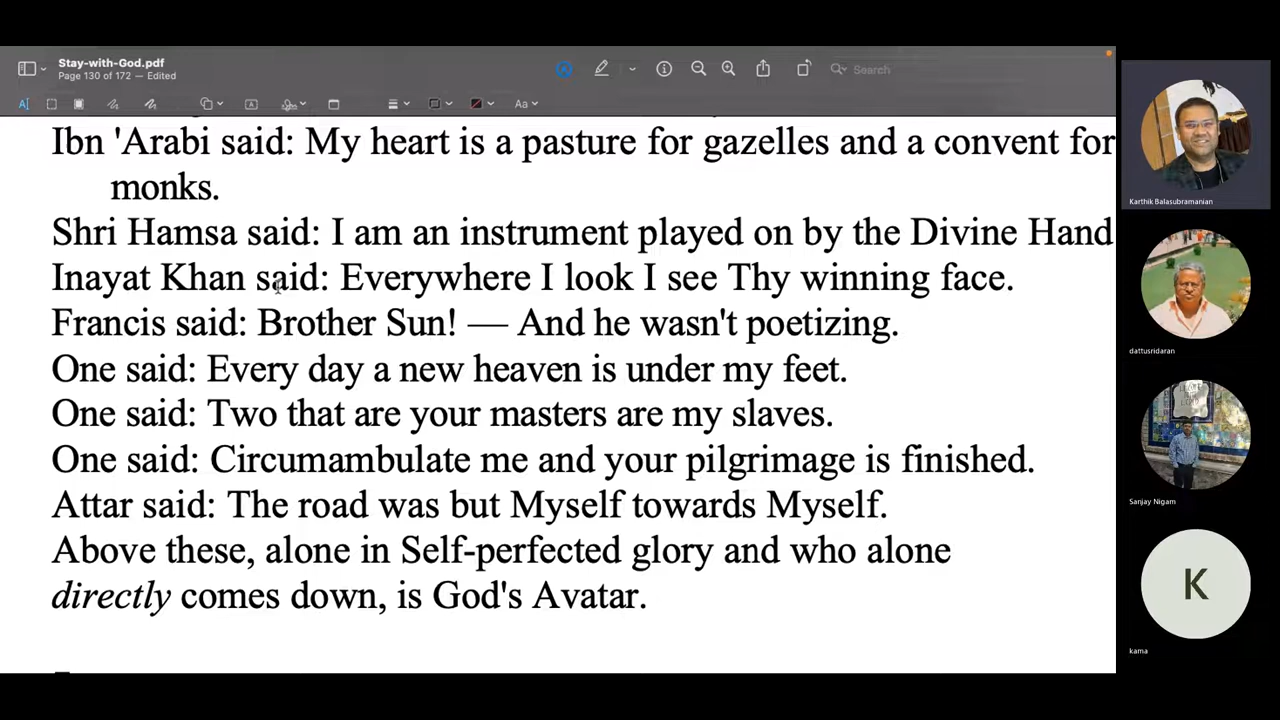 Stay-with-God.pdf
Page 130 of 172 — Edited
Search
Aa
Ibn 'Arabi said: My heart is a pasture for gazelles and a convent for
monks.
Shri Hamsa said: I am an instrument played on by the Divine Hand
Inayat Khan said: Everywhere I look I see Thy winning face.
Francis said: Brother Sun! — And he wasn't poetizing.
One said: Every day a new heaven is under my feet.
One said: Two that are your masters are my slaves.
One said: Circumambulate me and your pilgrimage is finished.
Attar said: The road was but Myself towards Myself.
Above these, alone in Self-perfected glory and who alone
directly comes down, is God's Avatar.
Karthik Balasubramanian
dattusridaran
Sanjay Nigam
K
kama